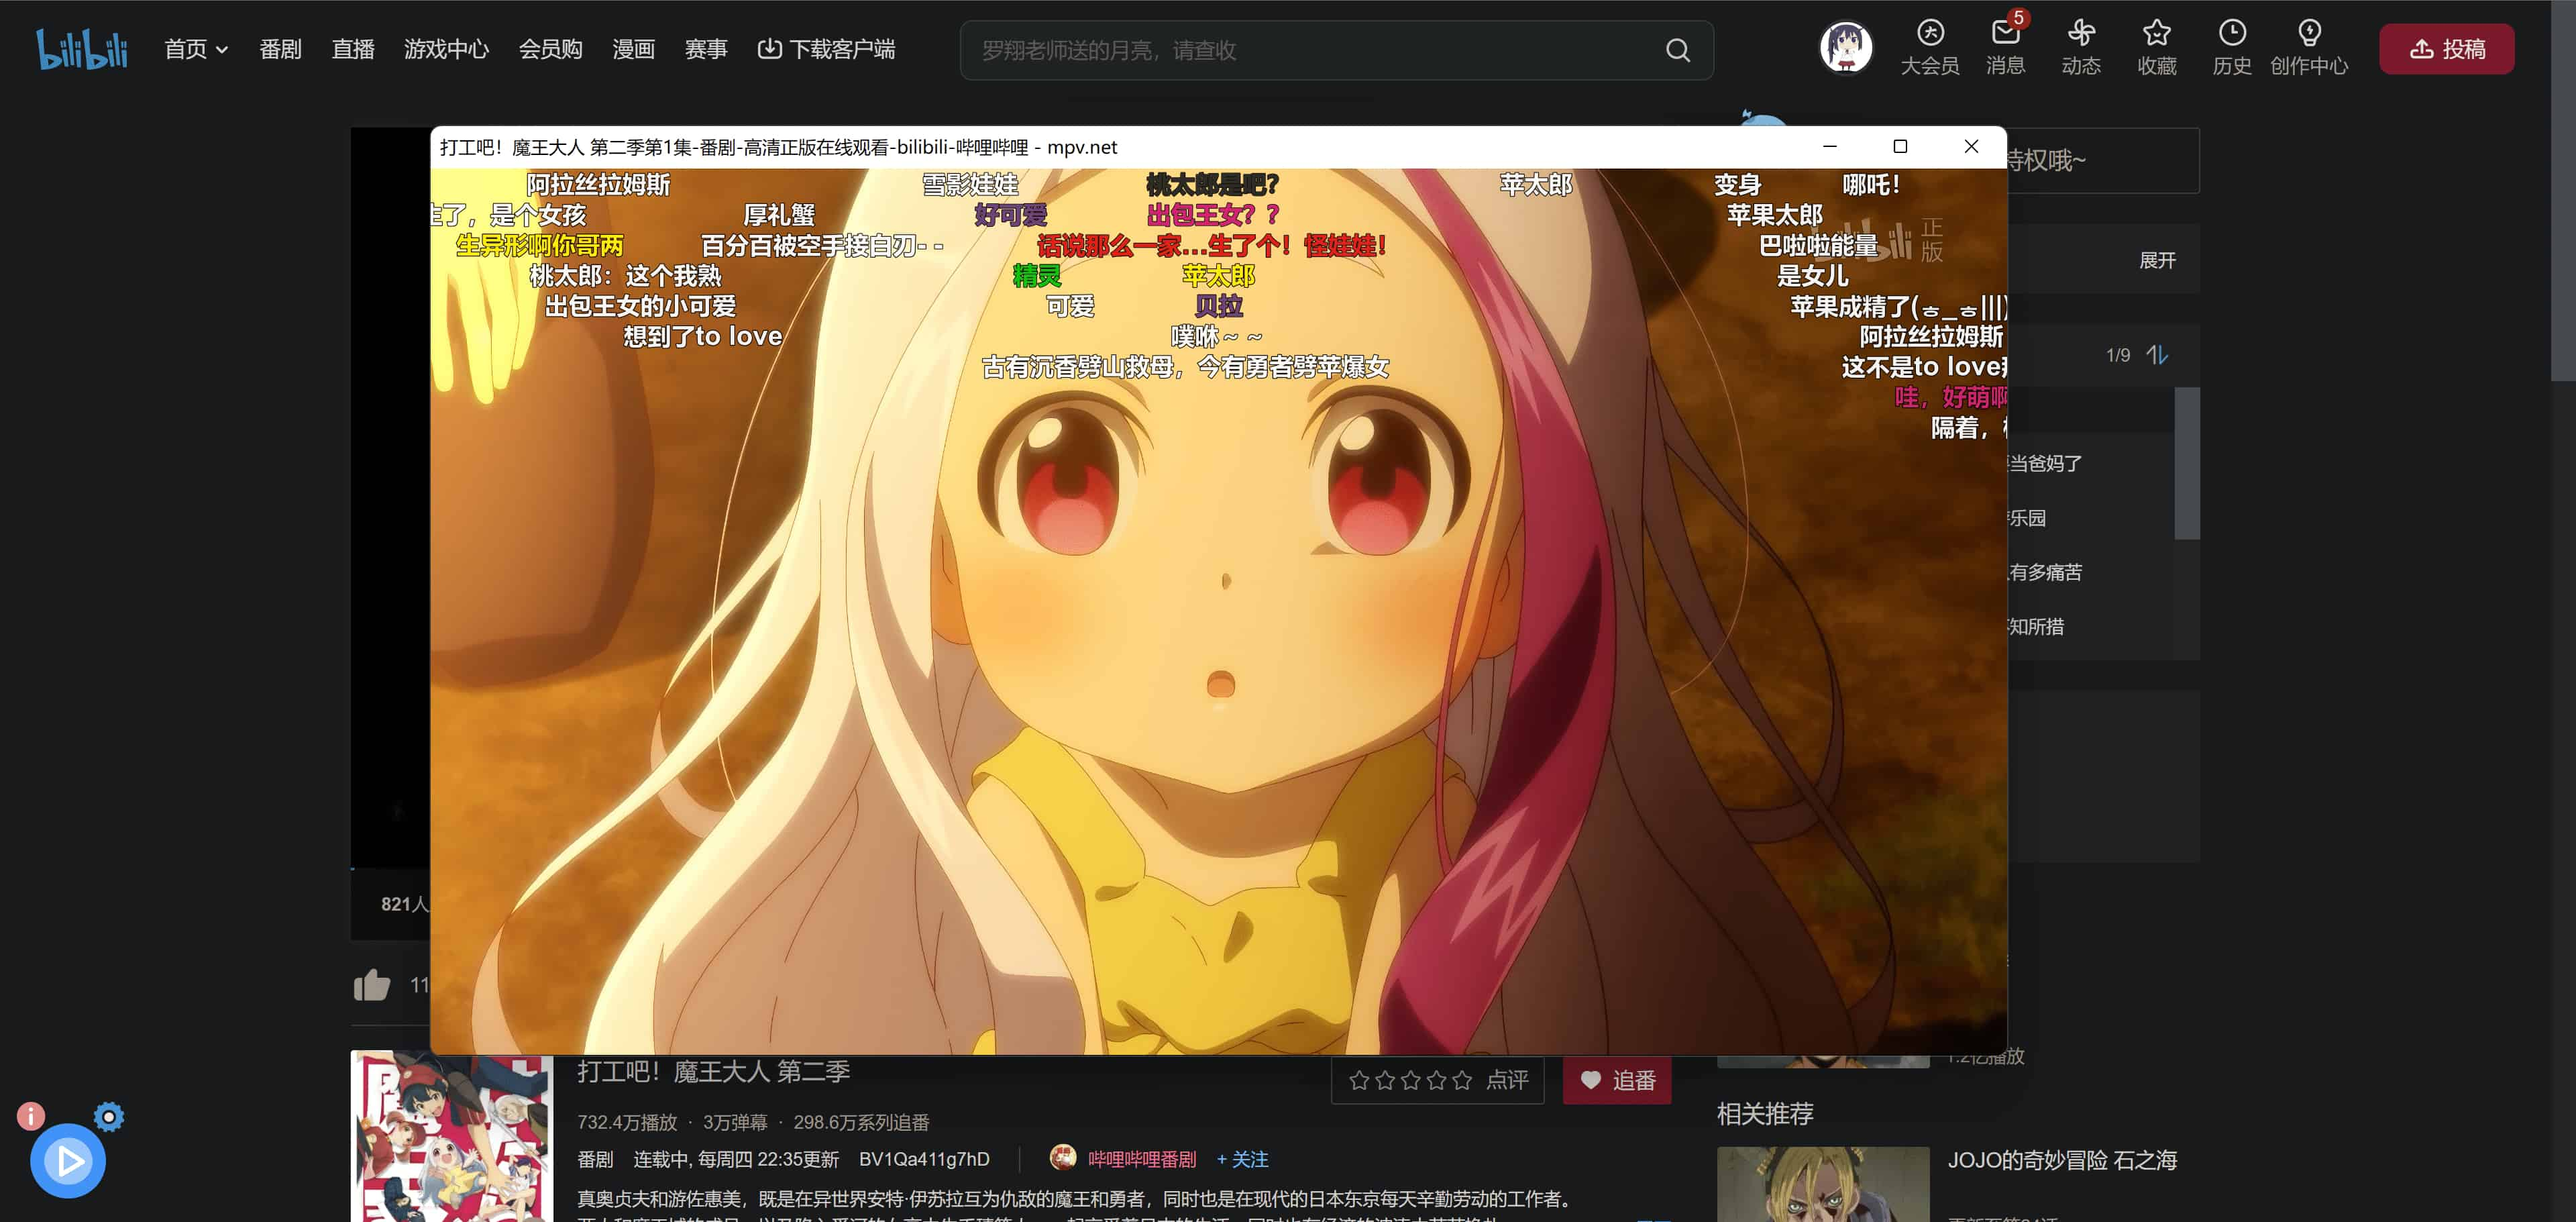 bilibili 首页 番剧 直播 游戏中心 会员购 漫画 赛事 下载客户端
罗翔老师送的月亮，请查收
大会员 5 消息 动态 收藏 历史 创作中心 投稿
打工吧！魔王大人 第二季第1集-番剧-高清正版在线观看-bilibili-哔哩哔哩 - mpv.net
特权哦~
阿拉丝拉姆斯 雪影娃娃 桃太郎是吧？ 苹太郎 变身 哪吒！
生了，是个女孩 厚礼蟹 好可爱 出包王女？？ 苹果太郎
bilibili 正版
生异形啊你哥两 百分百被空手接白刃- - 话说那么一家...生了个！怪娃娃！ 巴啦啦能量
展开
桃太郎：这个我熟 精灵 苹太郎 是女儿
出包王女的小可爱 可爱 贝拉 苹果成精了(ㅎ_ㅎ|||)
想到了to love 噗咻～～ 阿拉丝拉姆斯
1/9
古有沉香劈山救母，今有勇者劈苹爆女 这不是to love
哇，好萌啊
隔着，
当爸妈了
乐园
有多痛苦
知所措
821人
11
打工吧！魔王大人 第二季
点评 追番
1.2亿播放
732.4万播放 · 3万弹幕 · 298.6万系列追番
相关推荐
番剧 连载中, 每周四 22:35更新 BV1Qa411g7hD 哔哩哔哩番剧 + 关注
JOJO的奇妙冒险 石之海
真奥贞夫和游佐惠美，既是在异世界安特·伊苏拉互为仇敌的魔王和勇者，同时也是在现代的日本东京每天辛勤劳动的工作者。